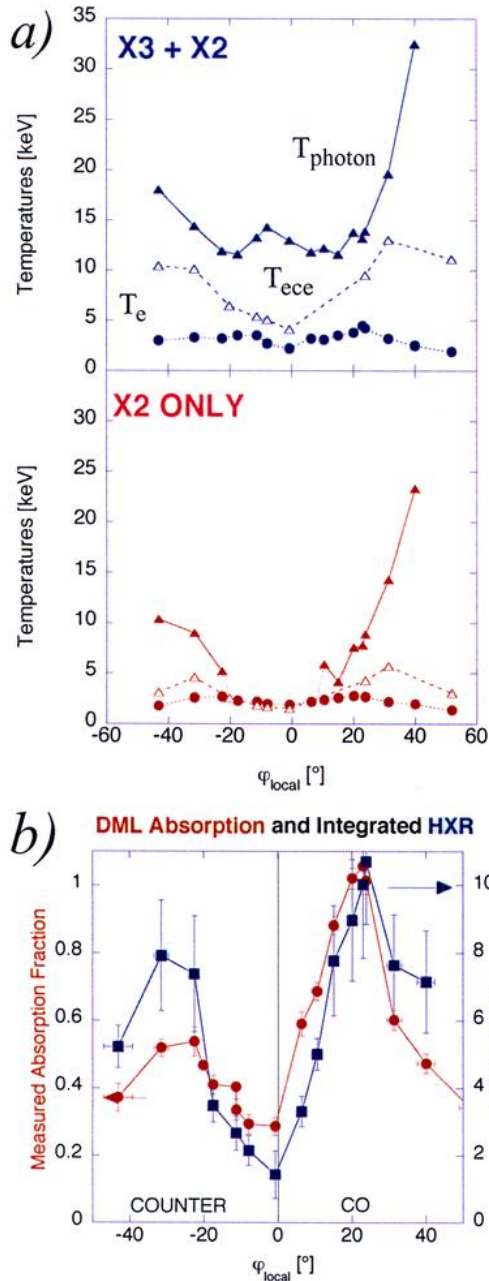 a)
X3 + X2
35
30
25
20
15
10
5
0
Temperatures [keV]
T_photon
T_ece
T_e
X2 ONLY
30
25
20
15
10
5
0
Temperatures [keV]
-60 -40 -20 0 20 40 60
φ_local [°]
b)
DML Absorption and Integrated HXR
1
0.8
0.6
0.4
0.2
0
Measured Absorption Fraction
10
8
6
4
2
0
COUNTER CO
-40 -20 0 20 40
φ_local [°]